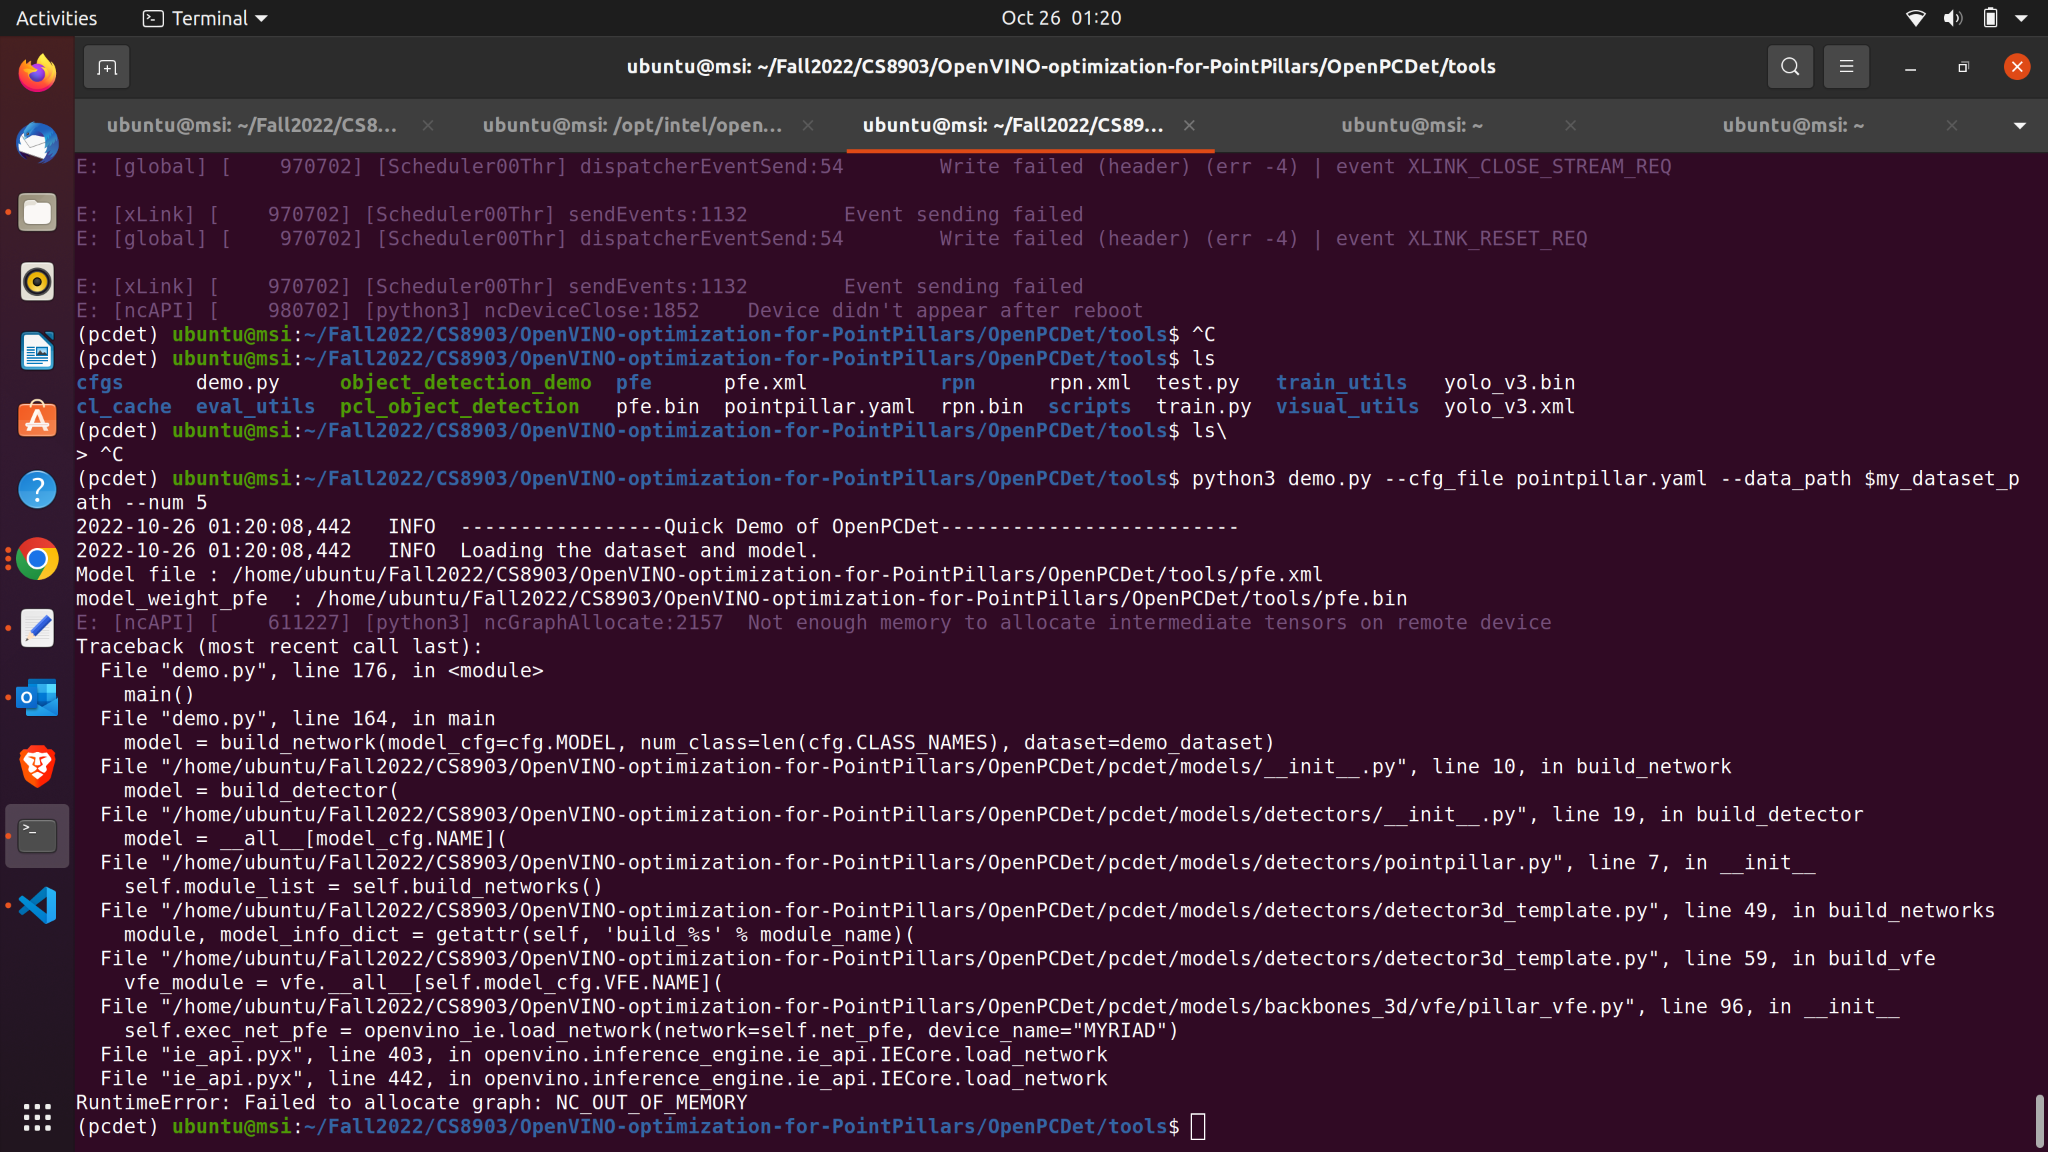 Activities
Terminal
Oct 26 01:20
ubuntu@msi: ~/Fall2022/CS8903/OpenVINO-optimization-for-PointPillars/OpenPCDet/tools
ubuntu@msi: ~/Fall2022/CS8... ubuntu@msi: /opt/intel/open... ubuntu@msi: ~/Fall2022/CS89... ubuntu@msi: ~ ubuntu@msi: ~
E: [global] [    970702] [Scheduler00Thr] dispatcherEventSend:54        Write failed (header) (err -4) | event XLINK_CLOSE_STREAM_REQ
E: [xLink] [    970702] [Scheduler00Thr] sendEvents:1132        Event sending failed
E: [global] [    970702] [Scheduler00Thr] dispatcherEventSend:54        Write failed (header) (err -4) | event XLINK_RESET_REQ
E: [xLink] [    970702] [Scheduler00Thr] sendEvents:1132        Event sending failed
E: [ncAPI] [    980702] [python3] ncDeviceClose:1852    Device didn't appear after reboot
(pcdet) ubuntu@msi:~/Fall2022/CS8903/OpenVINO-optimization-for-PointPillars/OpenPCDet/tools$ ^C
(pcdet) ubuntu@msi:~/Fall2022/CS8903/OpenVINO-optimization-for-PointPillars/OpenPCDet/tools$ ls
cfgs      demo.py     object_detection_demo  pfe      pfe.xml           rpn      rpn.xml  test.py   train_utils   yolo_v3.bin
cl_cache  eval_utils  pcl_object_detection   pfe.bin  pointpillar.yaml  rpn.bin  scripts  train.py  visual_utils  yolo_v3.xml
(pcdet) ubuntu@msi:~/Fall2022/CS8903/OpenVINO-optimization-for-PointPillars/OpenPCDet/tools$ ls\
> ^C
(pcdet) ubuntu@msi:~/Fall2022/CS8903/OpenVINO-optimization-for-PointPillars/OpenPCDet/tools$ python3 demo.py --cfg_file pointpillar.yaml --data_path $my_dataset_p
ath --num 5
2022-10-26 01:20:08,442   INFO  -----------------Quick Demo of OpenPCDet-------------------------
2022-10-26 01:20:08,442   INFO  Loading the dataset and model.
Model file : /home/ubuntu/Fall2022/CS8903/OpenVINO-optimization-for-PointPillars/OpenPCDet/tools/pfe.xml
model_weight_pfe  : /home/ubuntu/Fall2022/CS8903/OpenVINO-optimization-for-PointPillars/OpenPCDet/tools/pfe.bin
E: [ncAPI] [    611227] [python3] ncGraphAllocate:2157  Not enough memory to allocate intermediate tensors on remote device
Traceback (most recent call last):
  File "demo.py", line 176, in <module>
    main()
  File "demo.py", line 164, in main
    model = build_network(model_cfg=cfg.MODEL, num_class=len(cfg.CLASS_NAMES), dataset=demo_dataset)
  File "/home/ubuntu/Fall2022/CS8903/OpenVINO-optimization-for-PointPillars/OpenPCDet/pcdet/models/__init__.py", line 10, in build_network
    model = build_detector(
  File "/home/ubuntu/Fall2022/CS8903/OpenVINO-optimization-for-PointPillars/OpenPCDet/pcdet/models/detectors/__init__.py", line 19, in build_detector
    model = __all__[model_cfg.NAME](
  File "/home/ubuntu/Fall2022/CS8903/OpenVINO-optimization-for-PointPillars/OpenPCDet/pcdet/models/detectors/pointpillar.py", line 7, in __init__
    self.module_list = self.build_networks()
  File "/home/ubuntu/Fall2022/CS8903/OpenVINO-optimization-for-PointPillars/OpenPCDet/pcdet/models/detectors/detector3d_template.py", line 49, in build_networks
    module, model_info_dict = getattr(self, 'build_%s' % module_name)(
  File "/home/ubuntu/Fall2022/CS8903/OpenVINO-optimization-for-PointPillars/OpenPCDet/pcdet/models/detectors/detector3d_template.py", line 59, in build_vfe
    vfe_module = vfe.__all__[self.model_cfg.VFE.NAME](
  File "/home/ubuntu/Fall2022/CS8903/OpenVINO-optimization-for-PointPillars/OpenPCDet/pcdet/models/backbones_3d/vfe/pillar_vfe.py", line 96, in __init__
    self.exec_net_pfe = openvino_ie.load_network(network=self.net_pfe, device_name="MYRIAD")
  File "ie_api.pyx", line 403, in openvino.inference_engine.ie_api.IECore.load_network
  File "ie_api.pyx", line 442, in openvino.inference_engine.ie_api.IECore.load_network
RuntimeError: Failed to allocate graph: NC_OUT_OF_MEMORY
(pcdet) ubuntu@msi:~/Fall2022/CS8903/OpenVINO-optimization-for-PointPillars/OpenPCDet/tools$